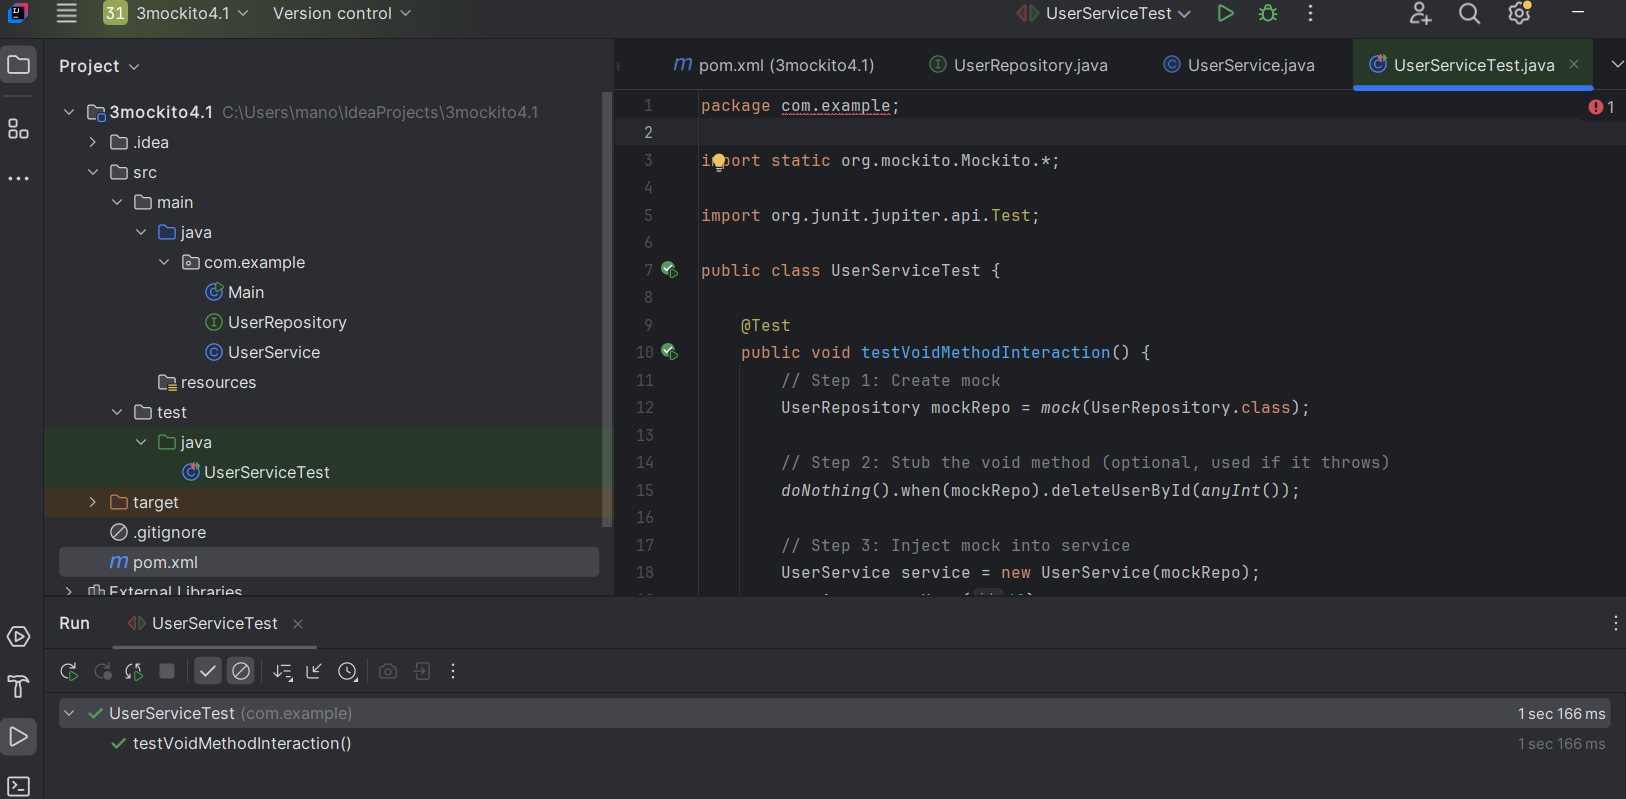 31 3mockito4.1 Version control UserServiceTest
Project
pom.xml (3mockito4.1) UserRepository.java UserService.java UserServiceTest.java
3mockito4.1 C:\Users\mano\IdeaProjects\3mockito4.1
.idea
src
main
java
com.example
Main
UserRepository
UserService
resources
test
java
UserServiceTest
target
.gitignore
pom.xml
External Libraries
1 package com.example; 1
2
3 import static org.mockito.Mockito.*;
4
5 import org.junit.jupiter.api.Test;
6
7 public class UserServiceTest {
8
9 @Test
10 public void testVoidMethodInteraction() {
11 // Step 1: Create mock
12 UserRepository mockRepo = mock(UserRepository.class);
13
14 // Step 2: Stub the void method (optional, used if it throws)
15 doNothing().when(mockRepo).deleteUserById(anyInt());
16
17 // Step 3: Inject mock into service
18 UserService service = new UserService(mockRepo);
Run UserServiceTest
UserServiceTest (com.example) 1 sec 166 ms
testVoidMethodInteraction() 1 sec 166 ms